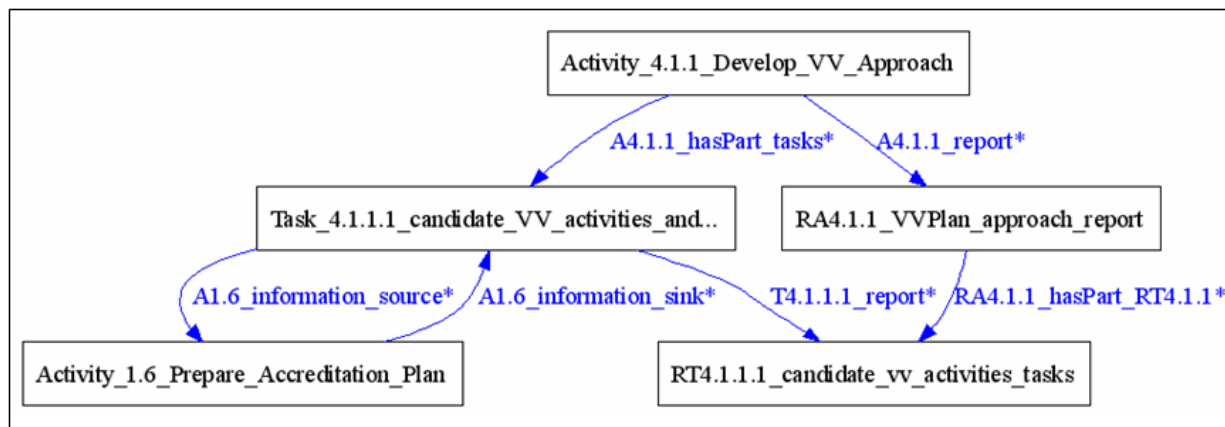 Activity_4.1.1_Develop_VV_Approach
A4.1.1_hasPart_tasks* A4.1.1_report*
Task_4.1.1.1_candidate_VV_activities_and... RA4.1.1_VVPlan_approach_report
A1.6_information_source* A1.6_information_sink* T4.1.1.1_report* RA4.1.1_hasPart_RT4.1.1*
Activity_1.6_Prepare_Accreditation_Plan RT4.1.1.1_candidate_vv_activities_tasks